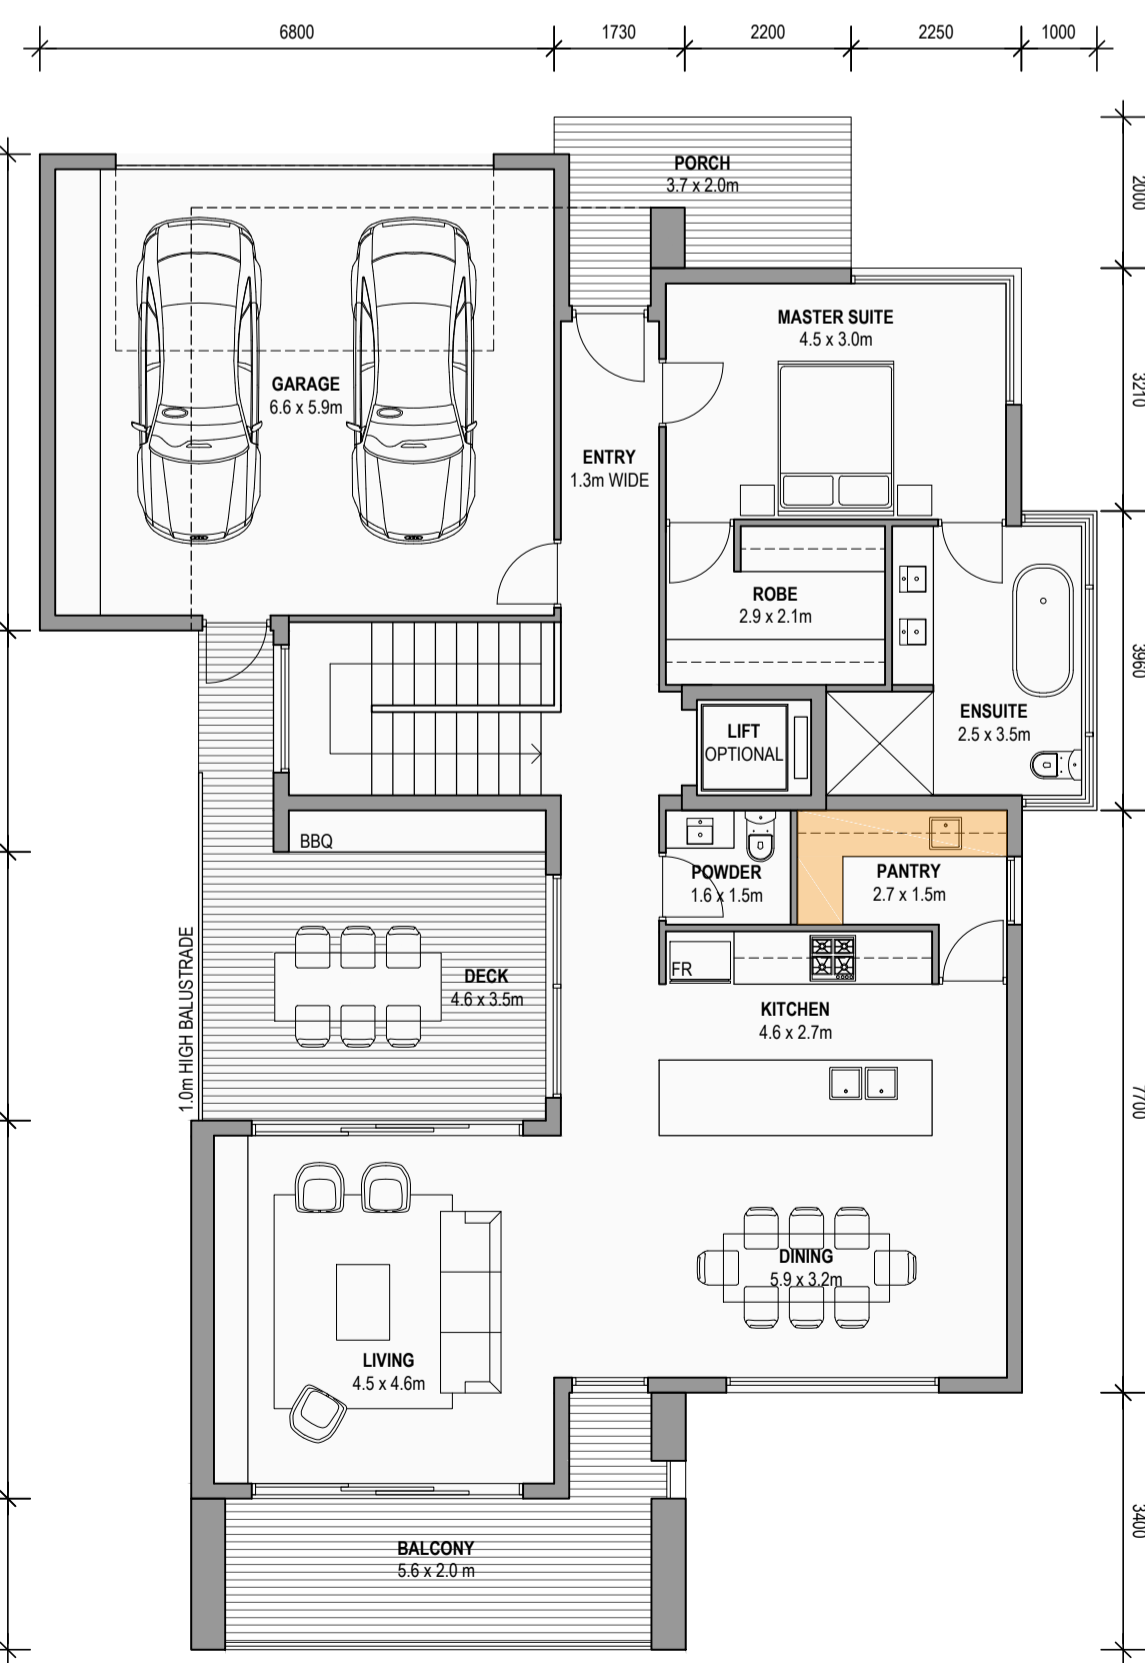 6800
1730
2200
2250
1000
PORCH
3.7 x 2.0m
2000
MASTER SUITE
4.5 x 3.0m
3210
GARAGE
6.6 x 5.9m
ENTRY
1.3m WIDE
ROBE
2.9 x 2.1m
3960
ENSUITE
2.5 x 3.5m
LIFT
OPTIONAL
BBQ
POWDER
1.6 x 1.5m
PANTRY
2.7 x 1.5m
1.0m HIGH BALUSTRADE
DECK
4.6 x 3.5m
FR
KITCHEN
4.6 x 2.7m
7700
DINING
5.9 x 3.2m
LIVING
4.5 x 4.6m
3400
BALCONY
5.6 x 2.0 m